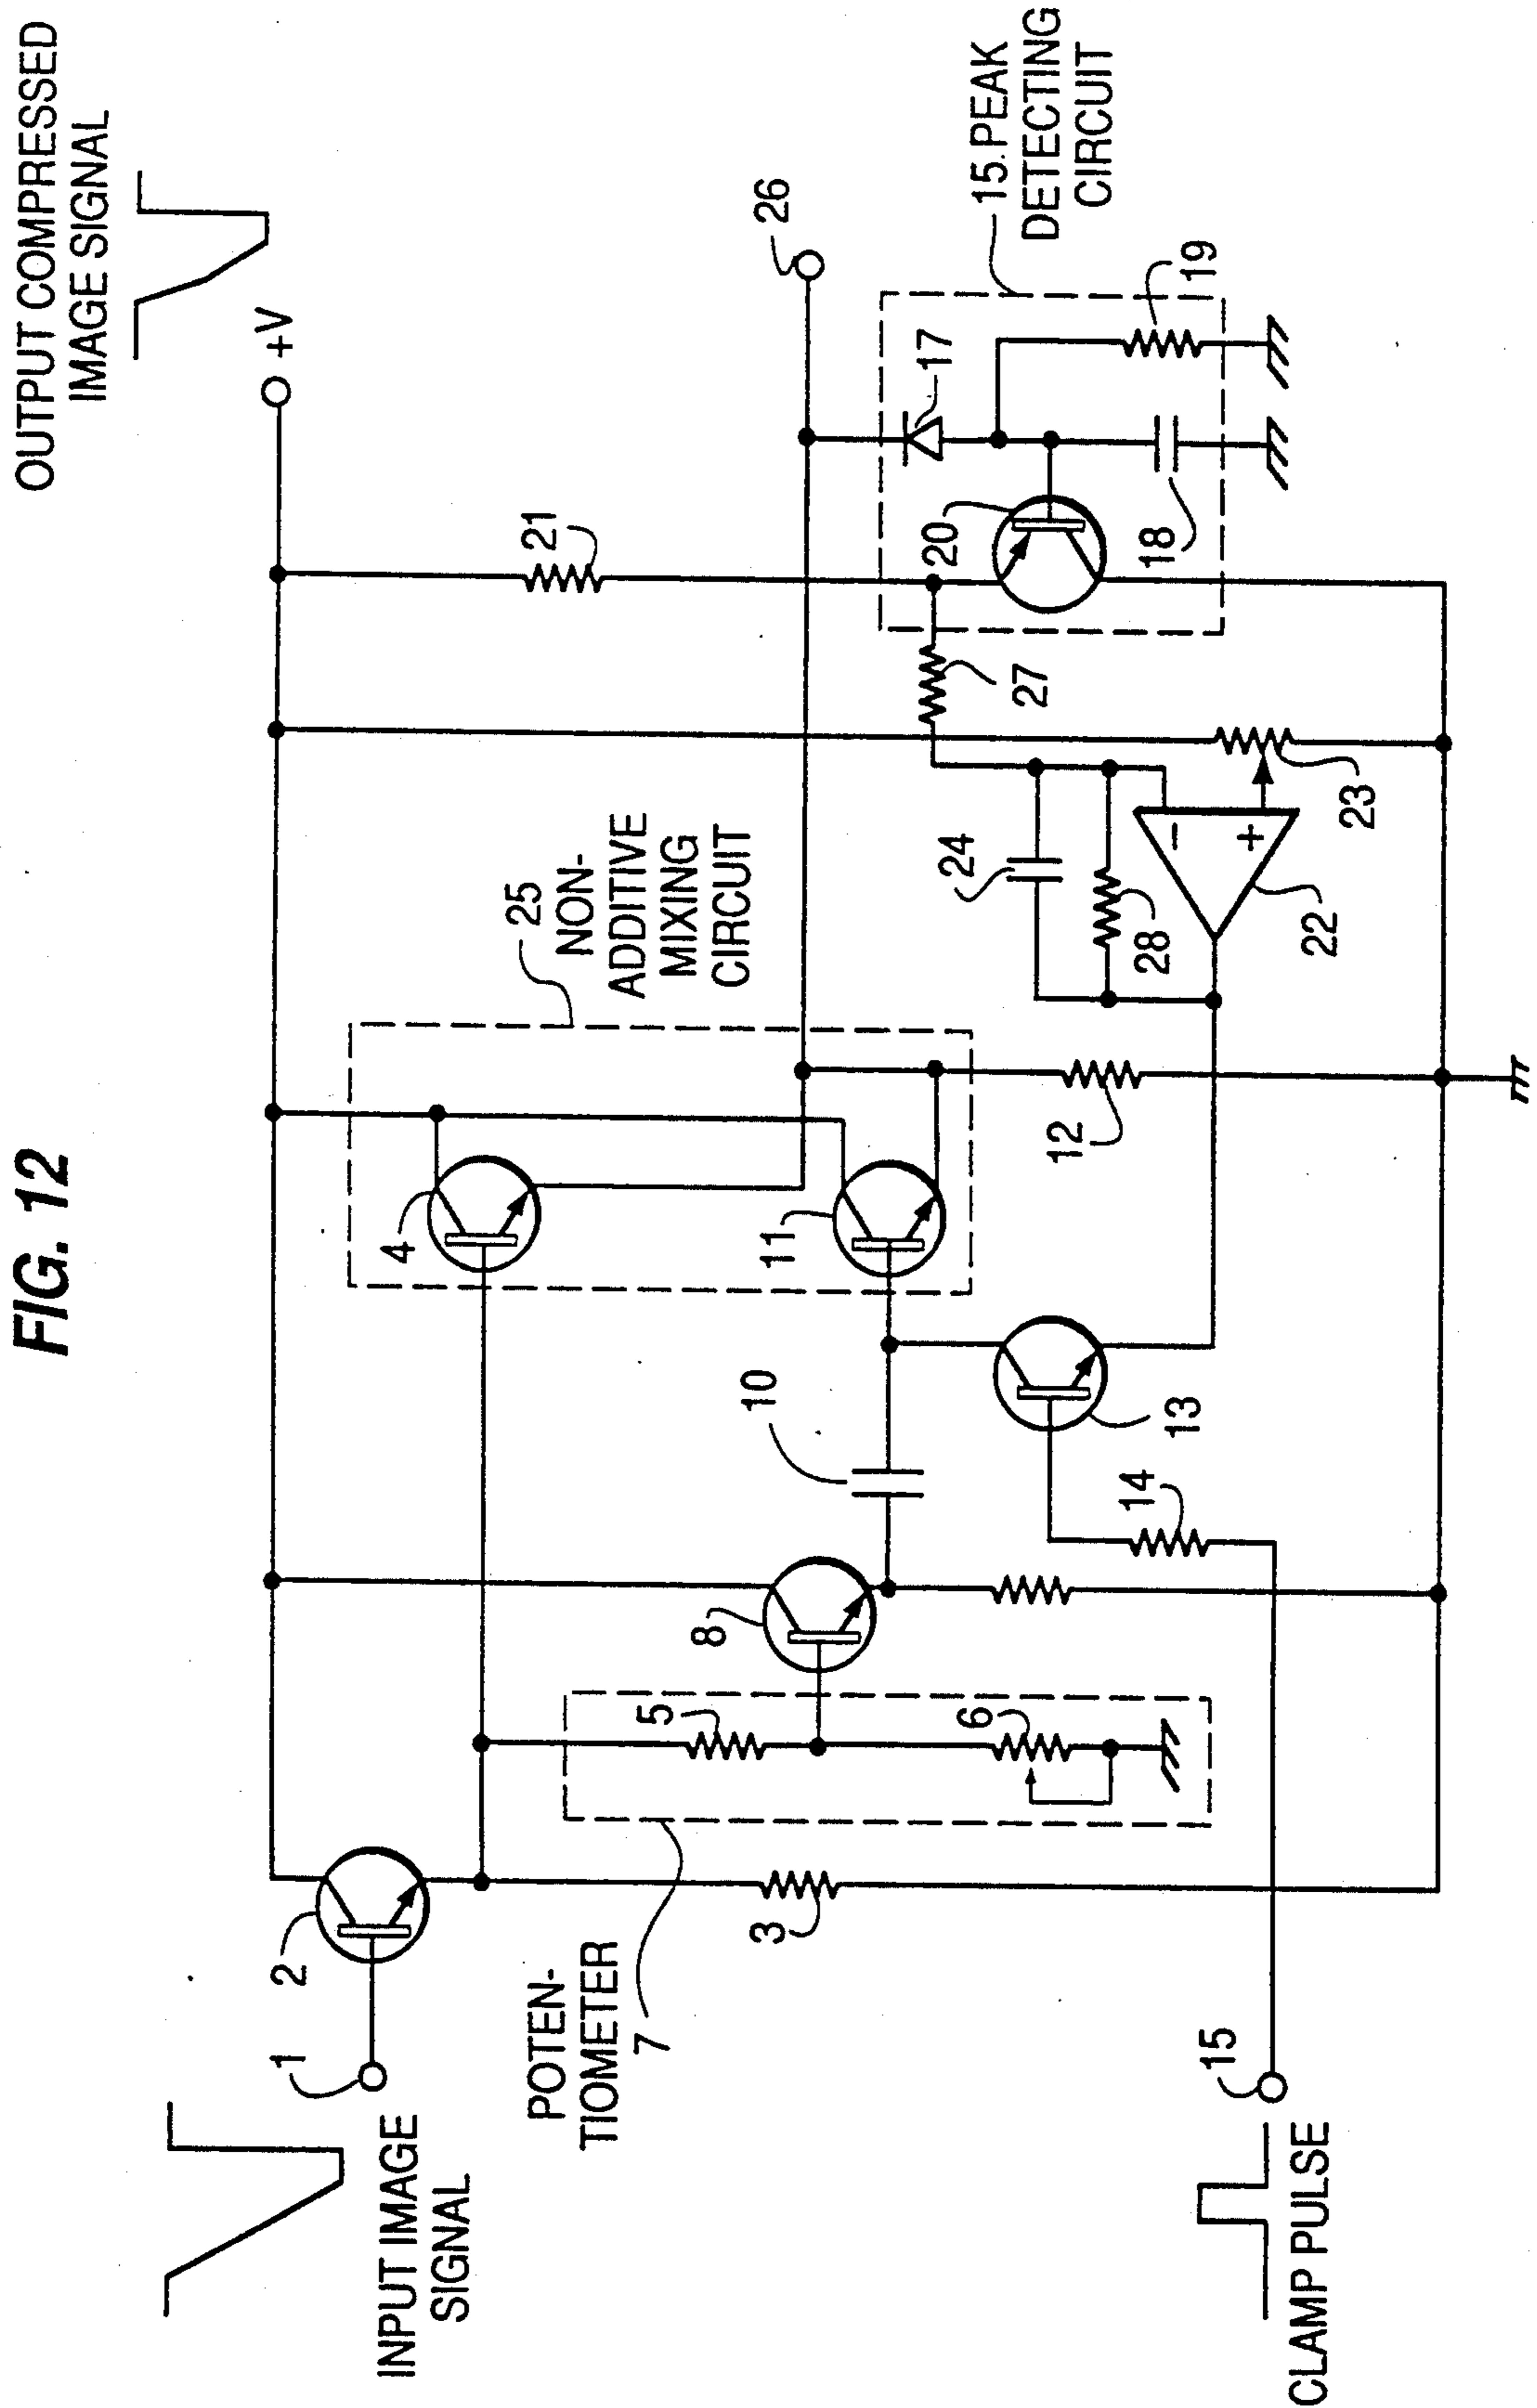 FIG. 12
OUTPUT COMPRESSED
IMAGE SIGNAL
+V
INPUT IMAGE
SIGNAL
1
2
3
POTEN-
TIOMETER
7
5
6
8
10
4
11
25
NON-
ADDITIVE
MIXING
CIRCUIT
12
13
14
15
CLAMP PULSE
24
28
22
23
27
21
26
20
17
18
19
15.PEAK
DETECTING
CIRCUIT
-
+